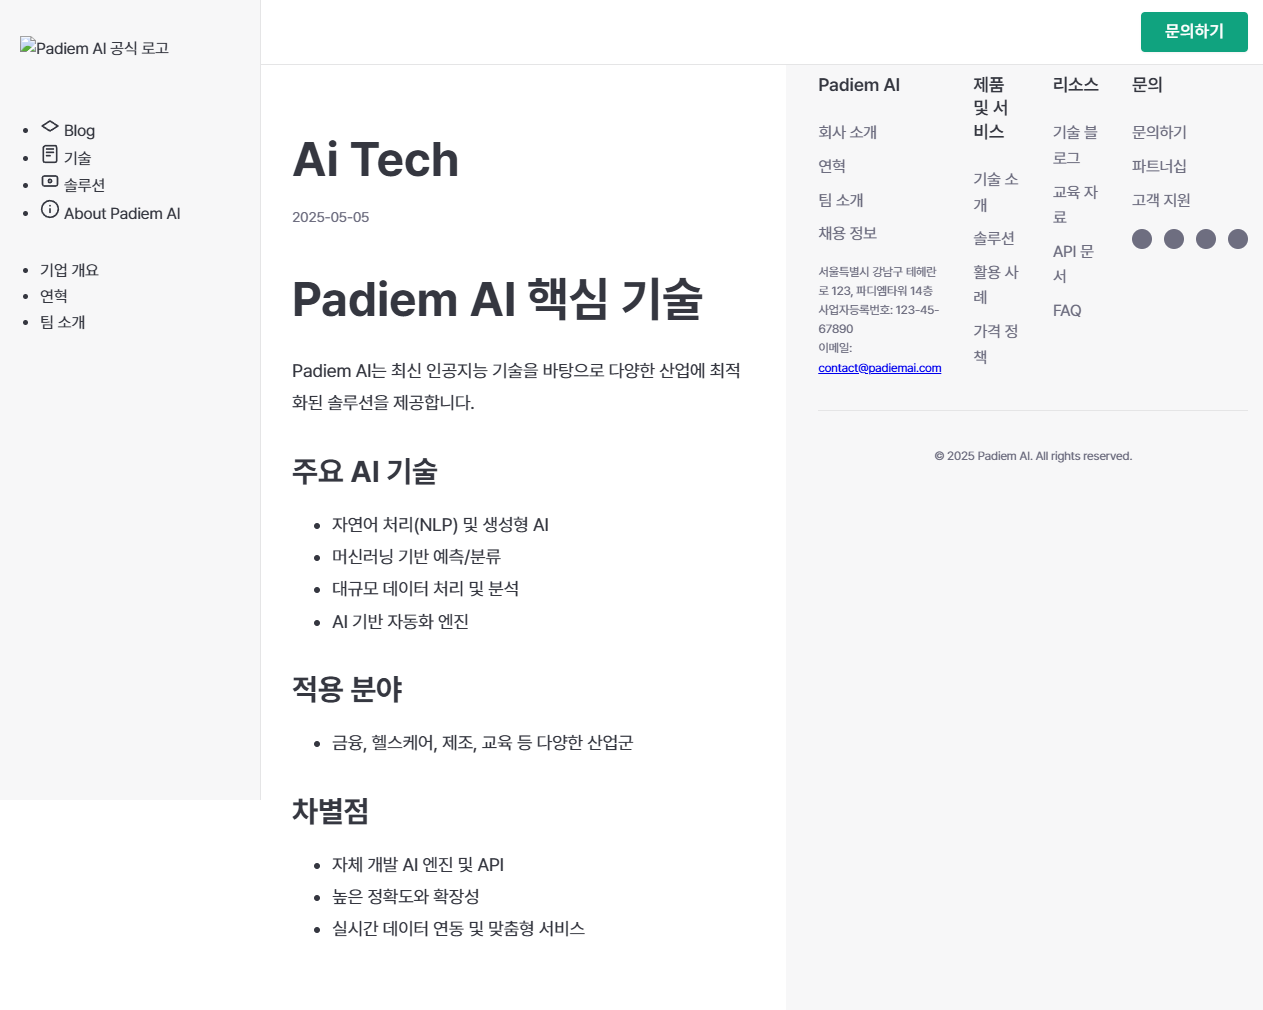 Padiem AI 공식 로고
Blog
기술
솔루션
About Padiem AI
기업 개요
연혁
팀 소개
문의하기
Ai Tech
2025-05-05
Padiem AI 핵심 기술
Padiem AI는 최신 인공지능 기술을 바탕으로 다양한 산업에 최적
화된 솔루션을 제공합니다.
주요 AI 기술
자연어 처리(NLP) 및 생성형 AI
머신러닝 기반 예측/분류
대규모 데이터 처리 및 분석
AI 기반 자동화 엔진
적용 분야
금융, 헬스케어, 제조, 교육 등 다양한 산업군
차별점
자체 개발 AI 엔진 및 API
높은 정확도와 확장성
실시간 데이터 연동 및 맞춤형 서비스
Padiem AI
회사 소개
연혁
팀 소개
채용 정보
서울특별시 강남구 테헤란
로 123, 파디엠타워 14층
사업자등록번호: 123-45-
67890
이메일:
contact@padiemai.com
제품
및 서
비스
기술 소
개
솔루션
활용 사
례
가격 정
책
리소스
기술 블
로그
교육 자
료
API 문
서
FAQ
문의
문의하기
파트너십
고객 지원
© 2025 Padiem AI. All rights reserved.